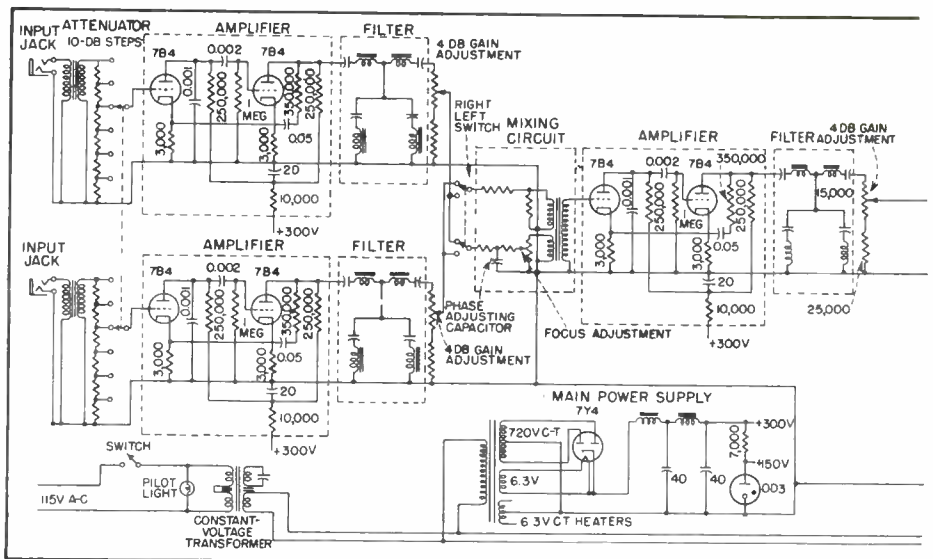 INPUT
JACK
ATTENUATOR
10-DB STEPS
AMPLIFIER
7B4
0.002
7B4
0.001
250,000
1 MEG
350,000
250,000
3,000
0.05
3,000
20
10,000
+300V
FILTER
4 DB GAIN
ADJUSTMENT
RIGHT
LEFT
SWITCH
MIXING
CIRCUIT
AMPLIFIER
7B4
0.002
7B4
350,000
0.001
250,000
1 MEG
250,000
3,000
0.05
3,000
20
10,000
+300V
FILTER
4 DB GAIN
ADJUSTMENT
15,000
25,000
INPUT
JACK
AMPLIFIER
7B4
0.002
7B4
0.001
250,000
1 MEG
350,000
250,000
3,000
0.05
3,000
20
10,000
+300V
FILTER
PHASE
ADJUSTING
CAPACITOR
4 DB GAIN
ADJUSTMENT
FOCUS ADJUSTMENT
SWITCH
115V A-C
PILOT
LIGHT
CONSTANT-
VOLTAGE
TRANSFORMER
MAIN POWER SUPPLY
7Y4
720V C-T
6.3V
6.3V CT HEATERS
40
40
7,000
+300V
+150V
OD3